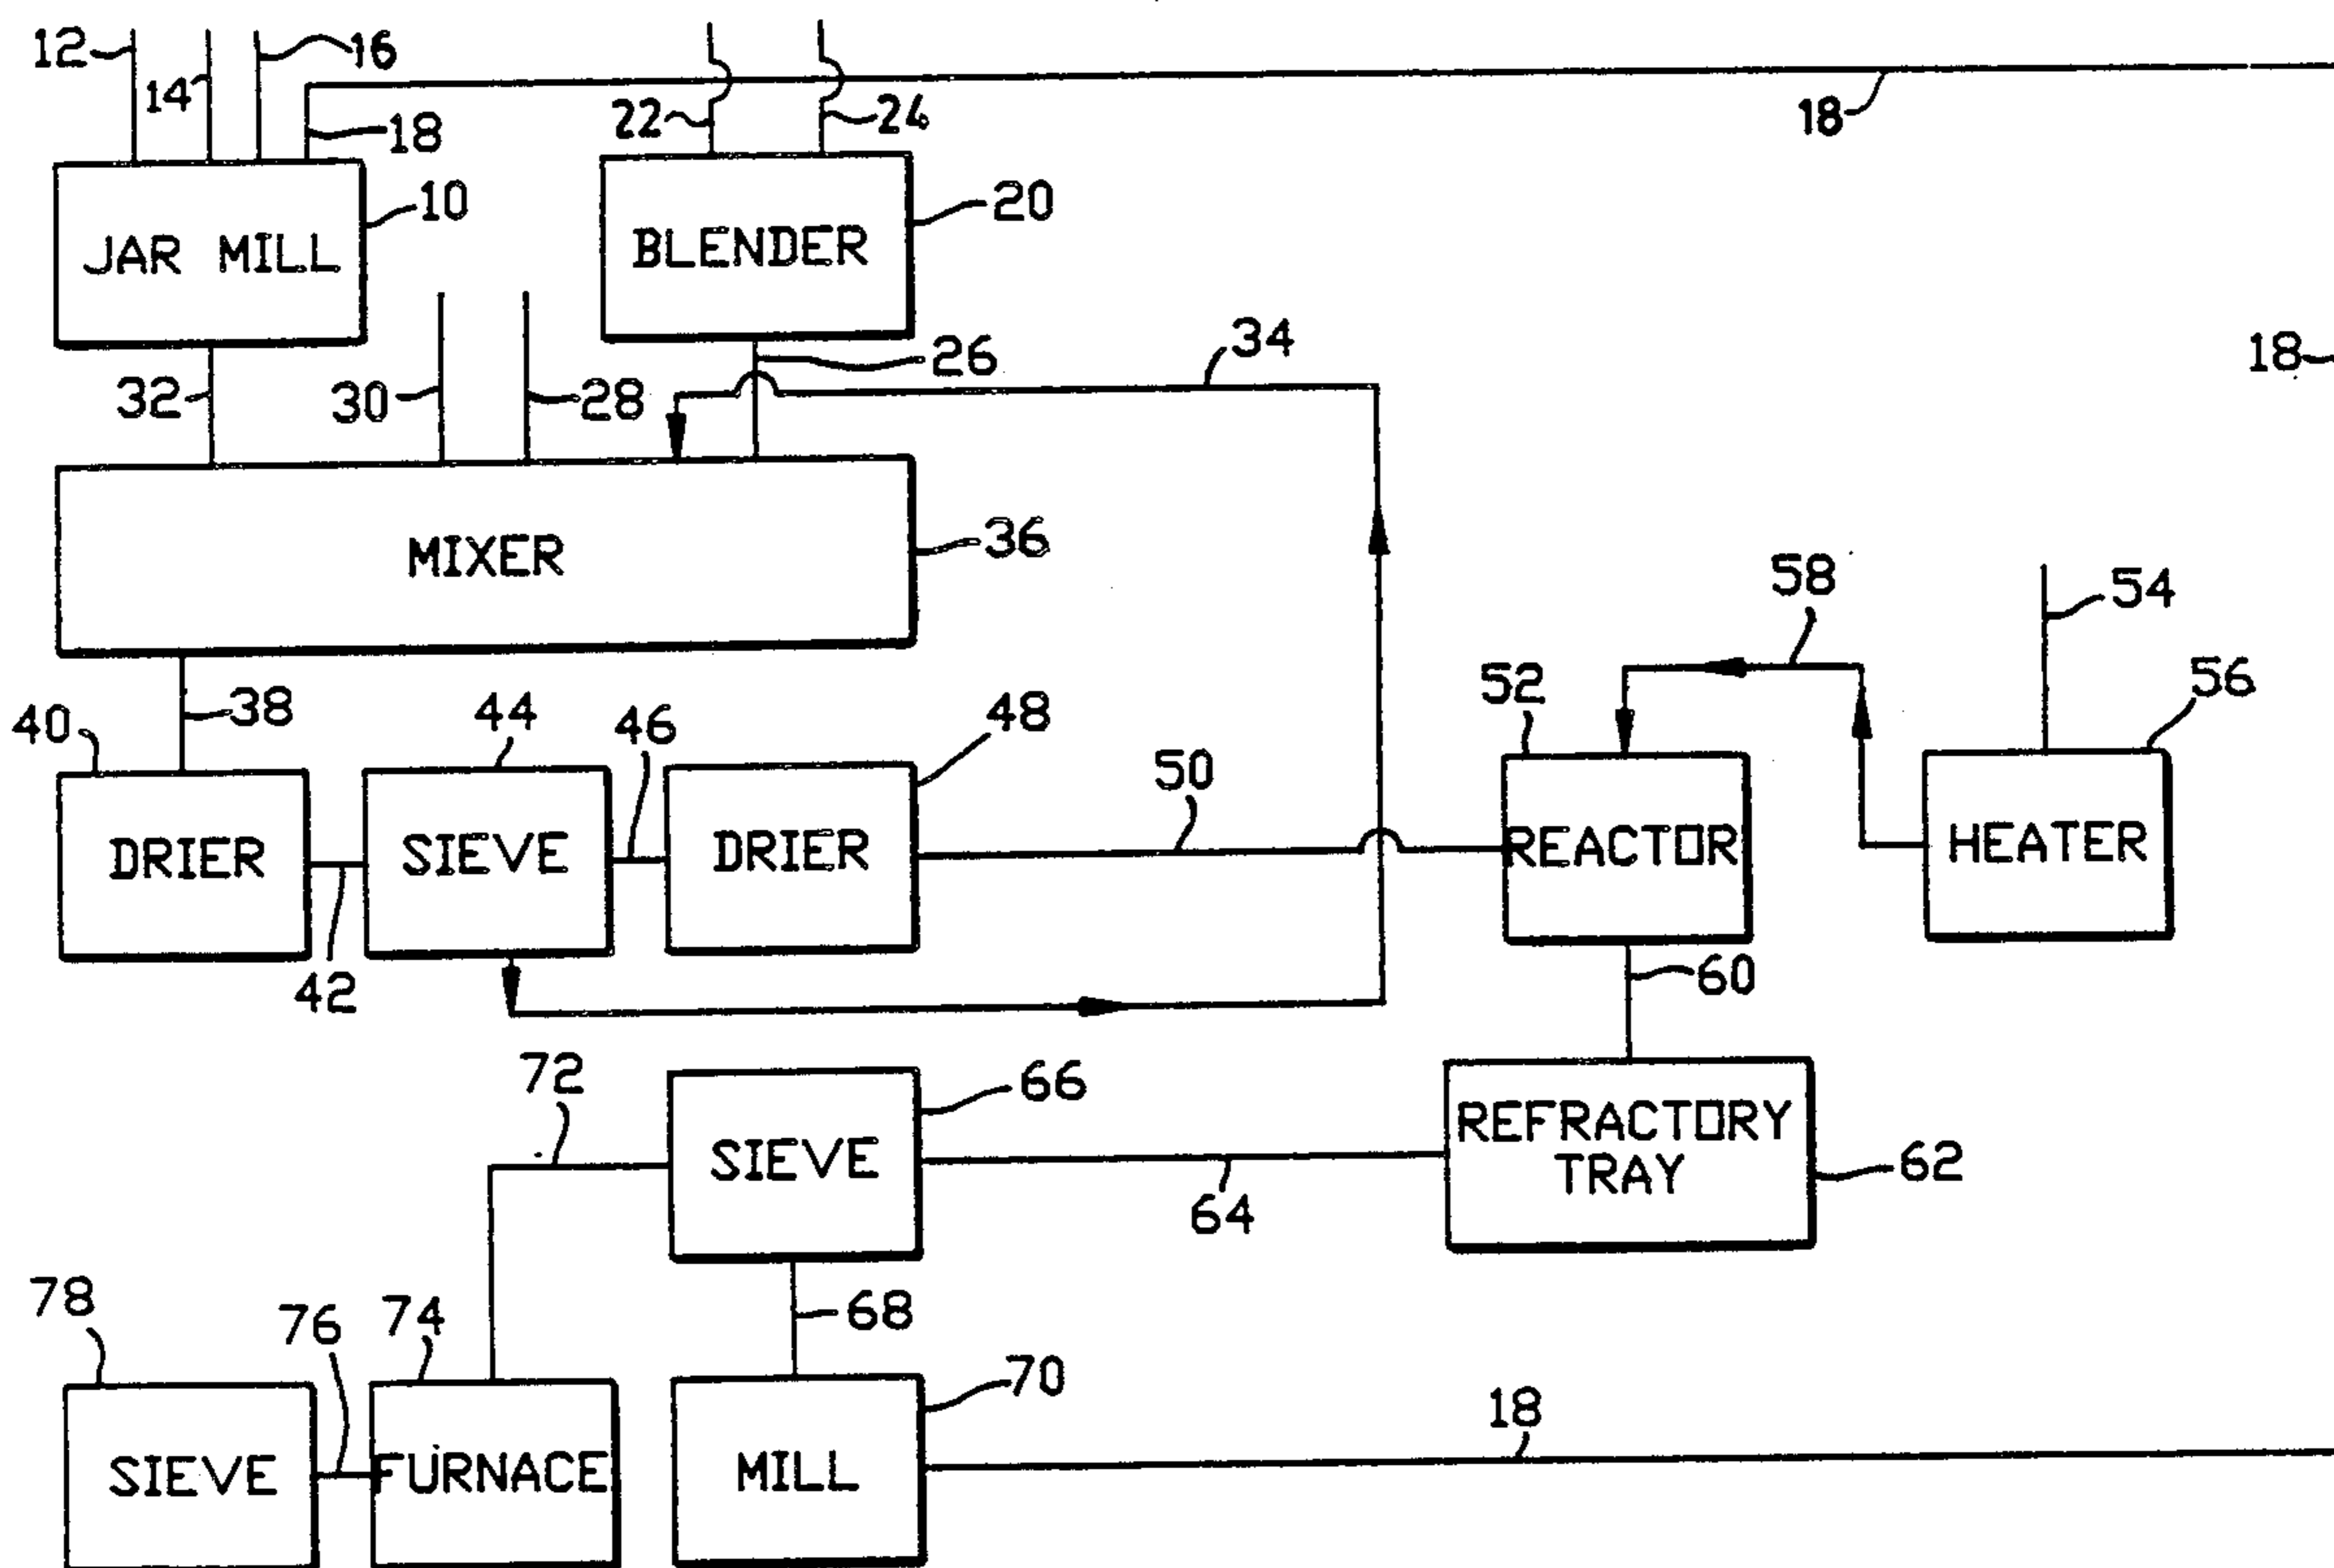 12
14
16
18
22
24
18
10
JAR MILL
20
BLENDER
32
30
28
26
34
18
36
MIXER
38
40
44
46
48
50
52
58
54
56
DRIER
SIEVE
DRIER
REACTOR
HEATER
42
60
72
66
SIEVE
64
REFRACTORY
TRAY
62
78
76
74
68
70
18
SIEVE
FURNACE
MILL